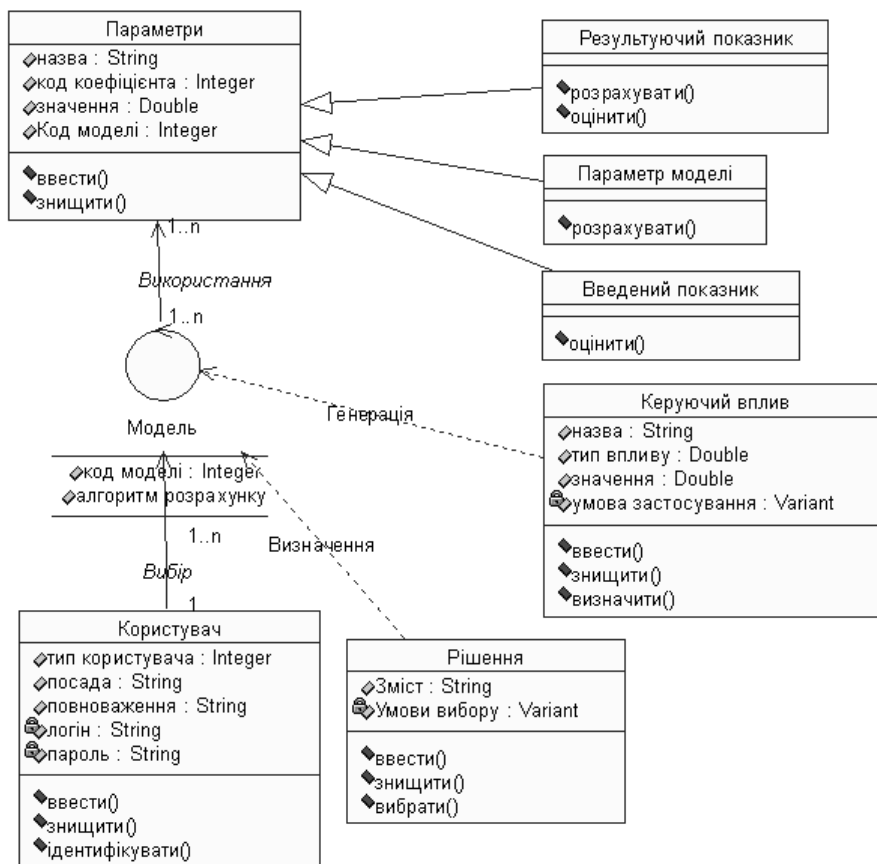 Параметри
назва : String
код коефіцієнта : Integer
значення : Double
Код моделі : Integer
ввести()
знищити()
Результуючий показник
розрахувати()
оцінити()
Параметр моделі
розрахувати()
Введений показник
оцінити()
1..n
Використання
1..n
Модель
код моделі : Integer
алгоритм розрахунку
Генерація
Керуючий вплив
назва : String
тип впливу : Double
значення : Double
умова застосування : Variant
ввести()
знищити()
визначити()
1..n
Визначення
Вибір
1
Користувач
тип користувача : Integer
посада : String
повноваження : String
логін : String
пароль : String
ввести()
знищити()
ідентифікувати()
Рішення
Зміст : String
Умови вибору : Variant
ввести()
знищити()
вибрати()